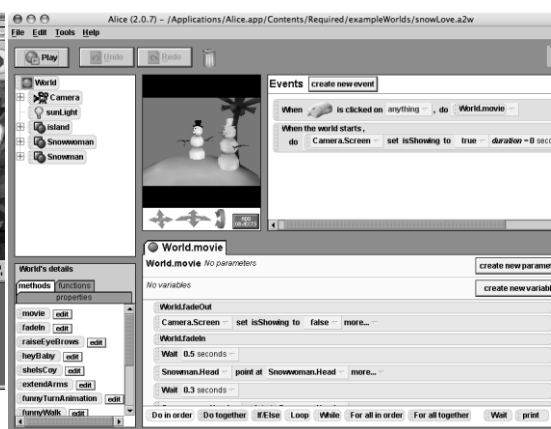 Alice (2.0.7) - /Applications/Alice.app/Contents/Required/exampleWorlds/snowLove.a2w
File Edit Tools Help
Play Undo Redo
World
Camera
sunLight
island
Snowwoman
Snowman
ADD OBJECTS
Events create new event
When is clicked on anything , do World.movie
When the world starts,
do Camera.Screen set isShowing to true duration = 0 seco
World's details
methods functions
properties
movie edit
fadeIn edit
raiseEyeBrows edit
heyBaby edit
sheIsCoy edit
extendArms edit
funnyTurnAnimation edit
funnyWalk edit
World.movie
World.movie No parameters create new parame
No variables create new variabl
World.fadeOut
Camera.Screen set isShowing to false more...
World.fadeIn
Wait 0.5 seconds
Snowman.Head point at Snowwoman.Head more...
Wait 0.3 seconds
Do in order Do together If/Else Loop While For all in order For all together Wait print